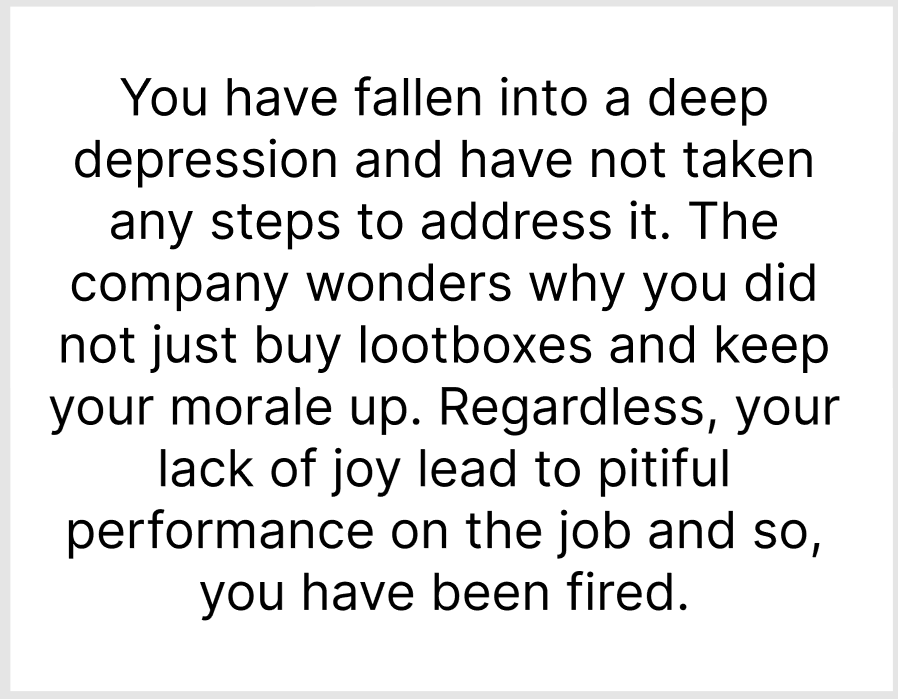 You have fallen into a deep
depression and have not taken
any steps to address it. The
company wonders why you did
not just buy lootboxes and keep
your morale up. Regardless, your
lack of joy lead to pitiful
performance on the job and so,
you have been fired.